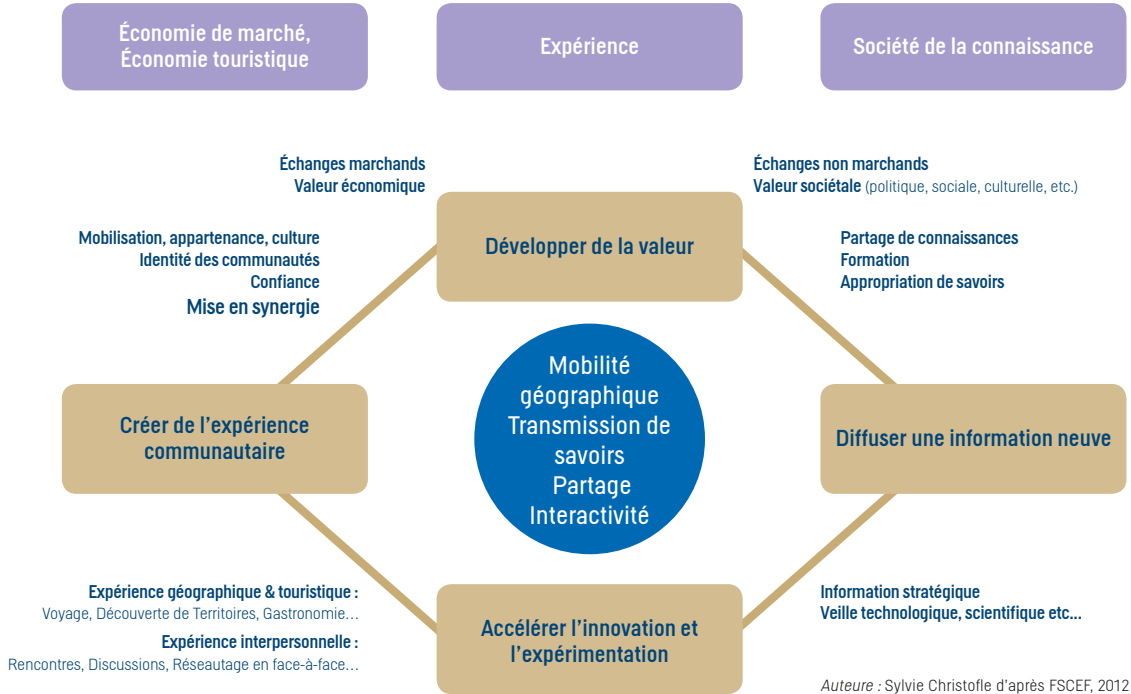 Économie de marché,
Économie touristique
Expérience
Société de la connaissance
Échanges marchands
Valeur économique
Échanges non marchands
Valeur sociétale (politique, sociale, culturelle, etc.)
Développer de la valeur
Mobilisation, appartenance, culture
Identité des communautés
Confiance
Mise en synergie
Partage de connaissances
Formation
Appropriation de savoirs
Créer de l'expérience
communautaire
Mobilité
géographique
Transmission de
savoirs
Partage
Interactivité
Diffuser une information neuve
Expérience géographique & touristique :
Voyage, Découverte de Territoires, Gastronomie...
Expérience interpersonnelle :
Rencontres, Discussions, Réseautage en face-à-face...
Accélérer l'innovation et
l'expérimentation
Information stratégique
Veille technologique, scientifique etc...
Auteure : Sylvie Christofle d'après FSCEF, 2012